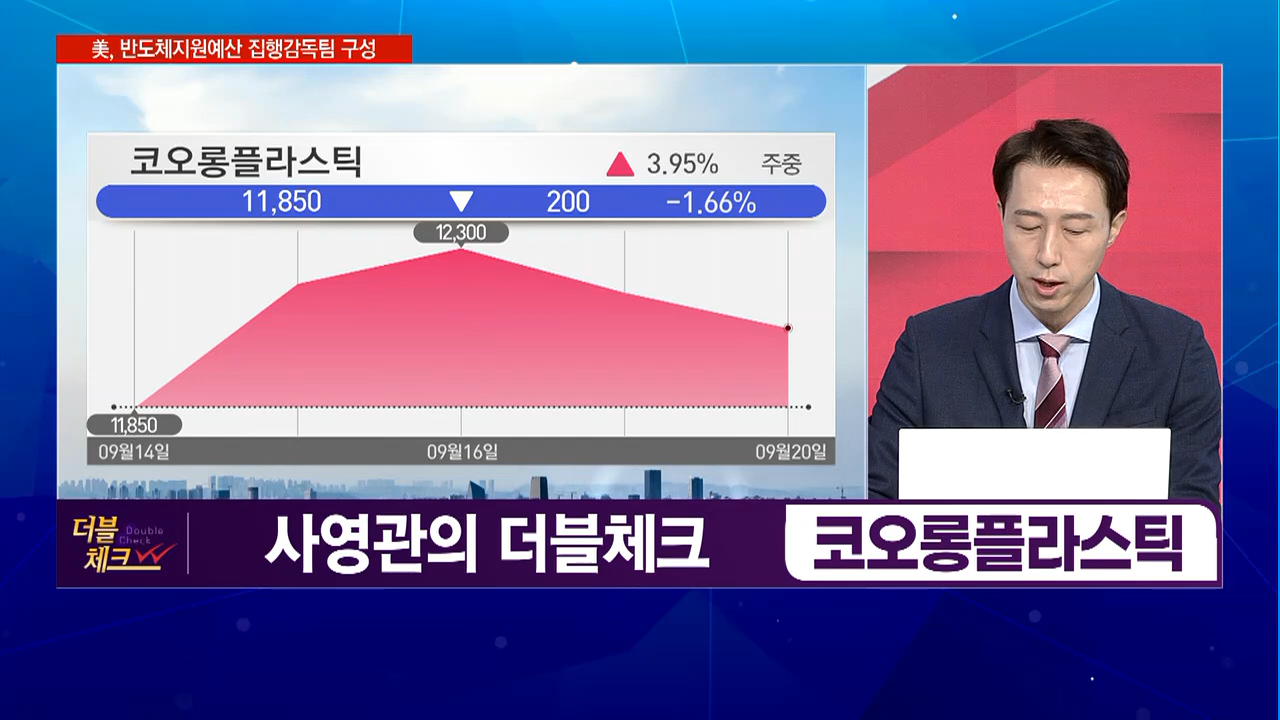 美, 반도체지원예산 집행감독팀 구성
코오롱플라스틱 ▲ 3.95% 주중
11,850 ▼ 200 -1.66%
12,300
11,850
09월14일 09월16일 09월20일
더블 Double
체크 Check
사영관의 더블체크 코오롱플라스틱